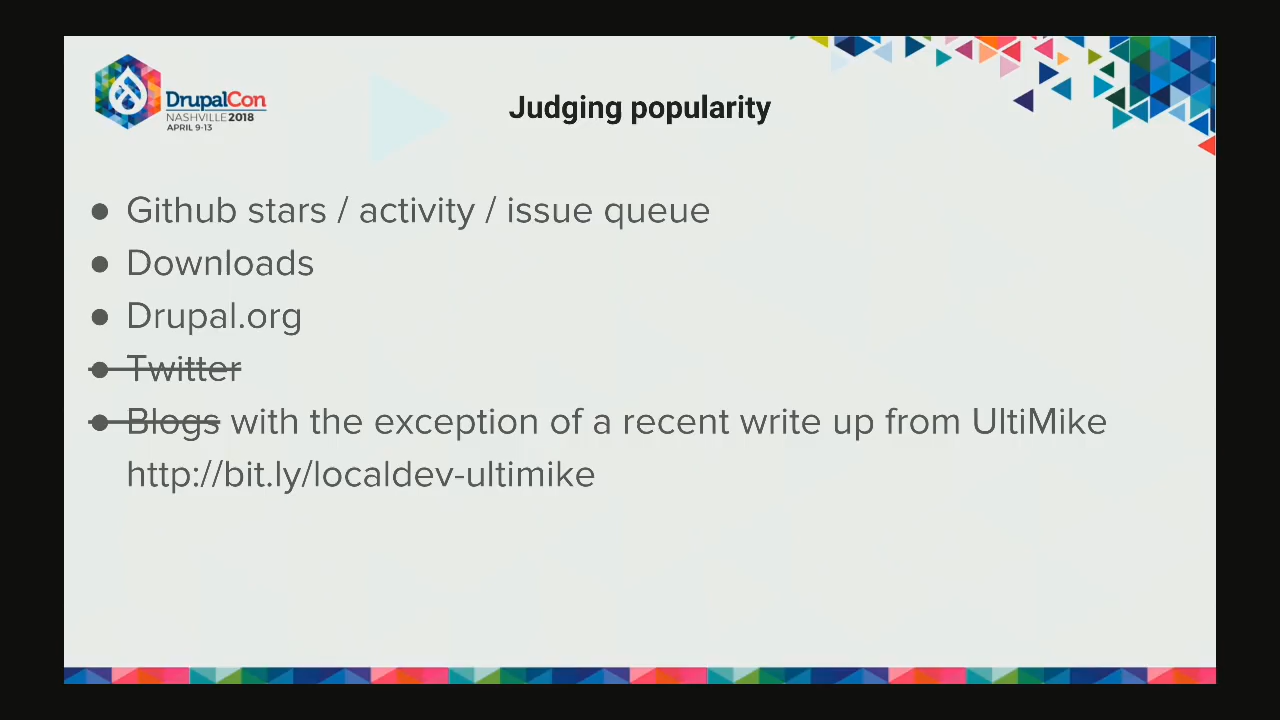 DrupalCon
NASHVILLE 2018
APRIL 9-13
Judging popularity
● Github stars / activity / issue queue
● Downloads
● Drupal.org
● Twitter
● Blogs with the exception of a recent write up from UltiMike
http://bit.ly/localdev-ultimike